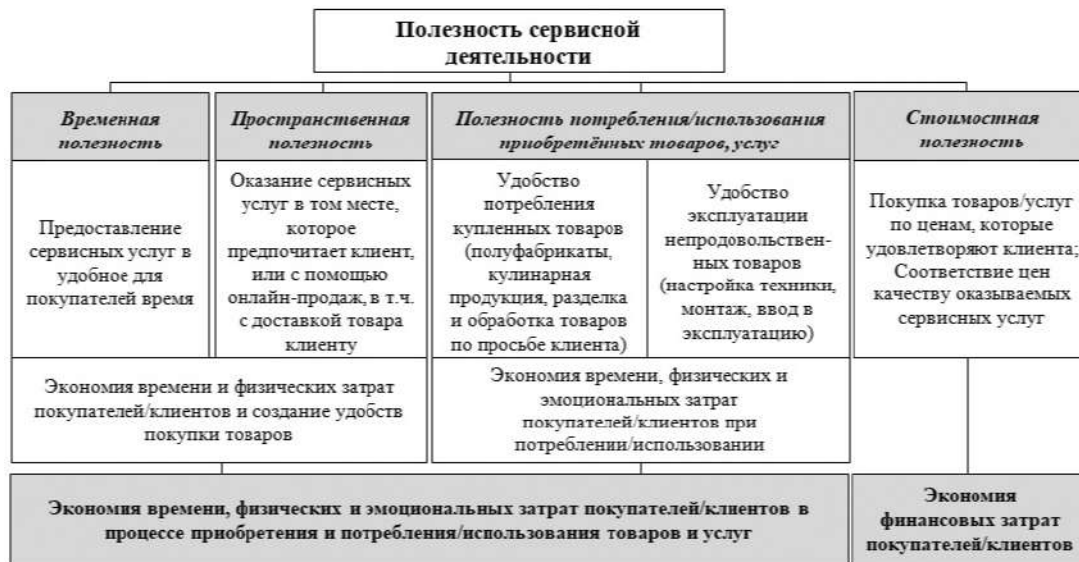 Полезность сервисной
деятельности
Временная
полезность
Пространственная
полезность
Полезность потребления/использования
приобретённых товаров, услуг
Стоимостная
полезность
Предоставление
сервисных услуг в
удобное для
покупателей время
Оказание сервисных
услуг в том месте,
которое
предпочитает клиент,
или с помощью
онлайн-продаж, в т.ч.
с доставкой товара
клиенту
Удобство
потребления
купленных товаров
(полуфабрикаты,
кулинарная
продукция, разделка
и обработка товаров
по просьбе клиента)
Удобство
эксплуатации
непродовольствен-
ных товаров
(настройка техники,
монтаж, ввод в
эксплуатацию)
Покупка товаров/услуг
по ценам, которые
удовлетворяют клиента;
Соответствие цен
качеству оказываемых
сервисных услуг
Экономия времени и физических затрат
покупателей/клиентов и создание удобств
покупки товаров
Экономия времени, физических и
эмоциональных затрат
покупателей/клиентов при
потреблении/использовании
Экономия времени, физических и эмоциональных затрат покупателей/клиентов в
процессе приобретения и потребления/использования товаров и услуг
Экономия
финансовых затрат
покупателей/клиентов